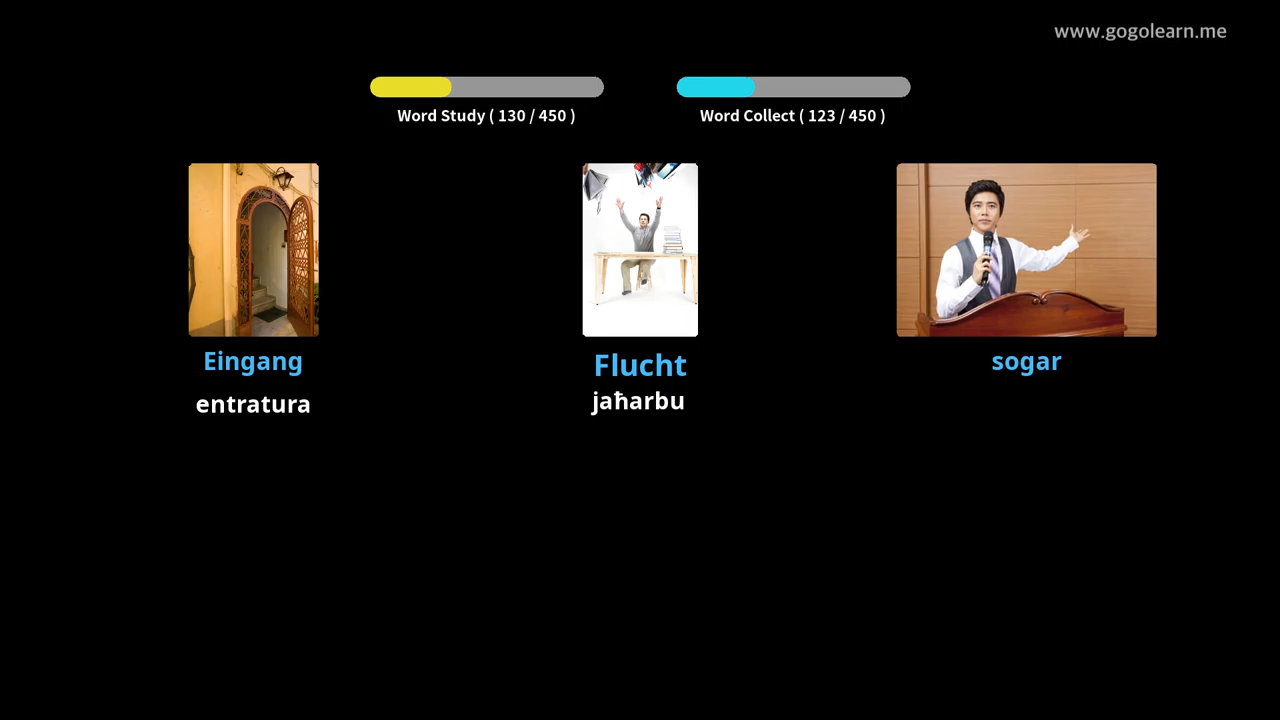 www.gogolearn.me
Word Study ( 130 / 450 )
Word Collect ( 123 / 450 )
Eingang
entratura
Flucht
jaħarbu
sogar